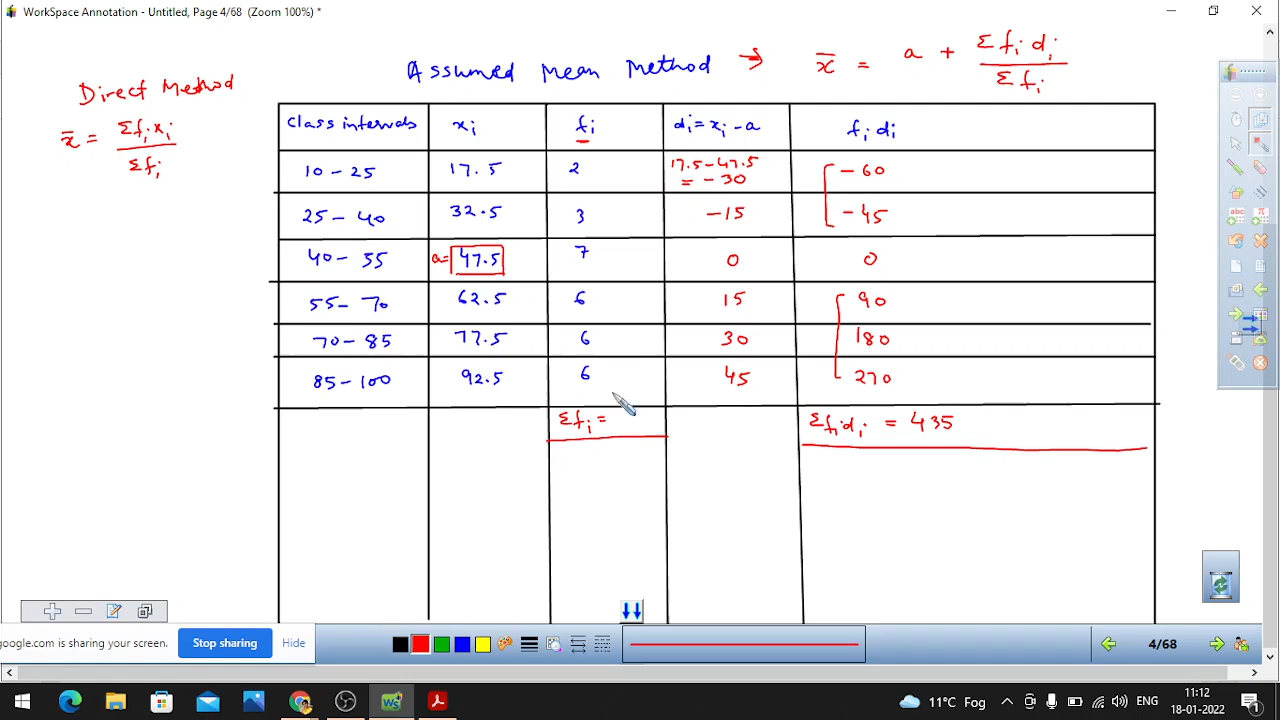 WorkSpace Annotation - Untitled, Page 4/68 (Zoom 100%) *
Assumed Mean Method → x̄ = a + Σfidi / Σfi
Direct Method
x̄ = Σfixi / Σfi
Class intervals xi fi di = xi - a fidi
10 - 25 17.5 2 17.5 - 47.5 = - 30 - 60
25 - 40 32.5 3 -15 - 45
40 - 55 a= 47.5 7 0 0
55 - 70 62.5 6 15 90
70 - 85 77.5 6 30 180
85 - 100 92.5 6 45 270
Σfi = Σfidi = 435
abc π
google.com is sharing your screen. Stop sharing Hide
4/68
11°C Fog ENG 11:12
18-01-2022 1